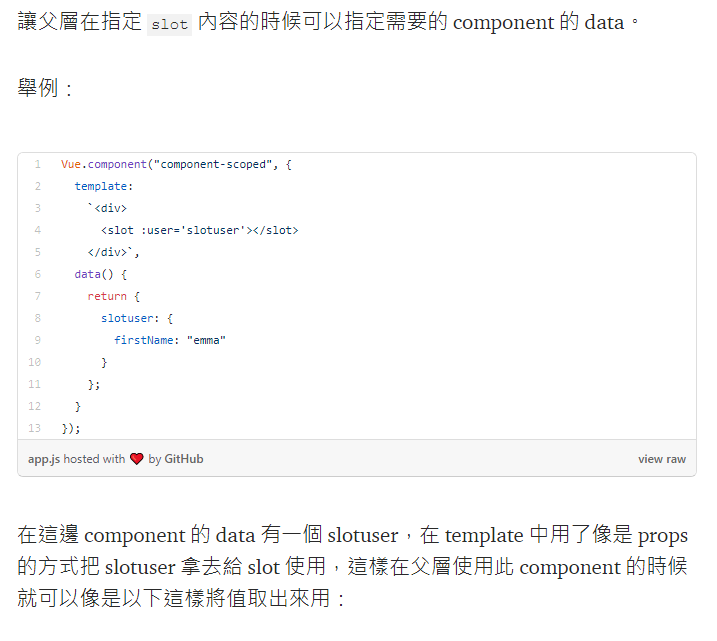 讓父層在指定 slot 內容的時候可以指定需要的 component 的 data。
舉例：
1 Vue.component("component-scoped", {
2   template:
3     `<div>
4       <slot :user='slotuser'></slot>
5     </div>`,
6   data() {
7     return {
8       slotuser: {
9         firstName: "emma"
10       }
11     };
12   }
13 });
app.js hosted with ❤ by GitHub view raw
在這邊 component 的 data 有一個 slotuser，在 template 中用了像是 props
的方式把 slotuser 拿去給 slot 使用，這樣在父層使用此 component 的時候
就可以像是以下這樣將值取出來用：